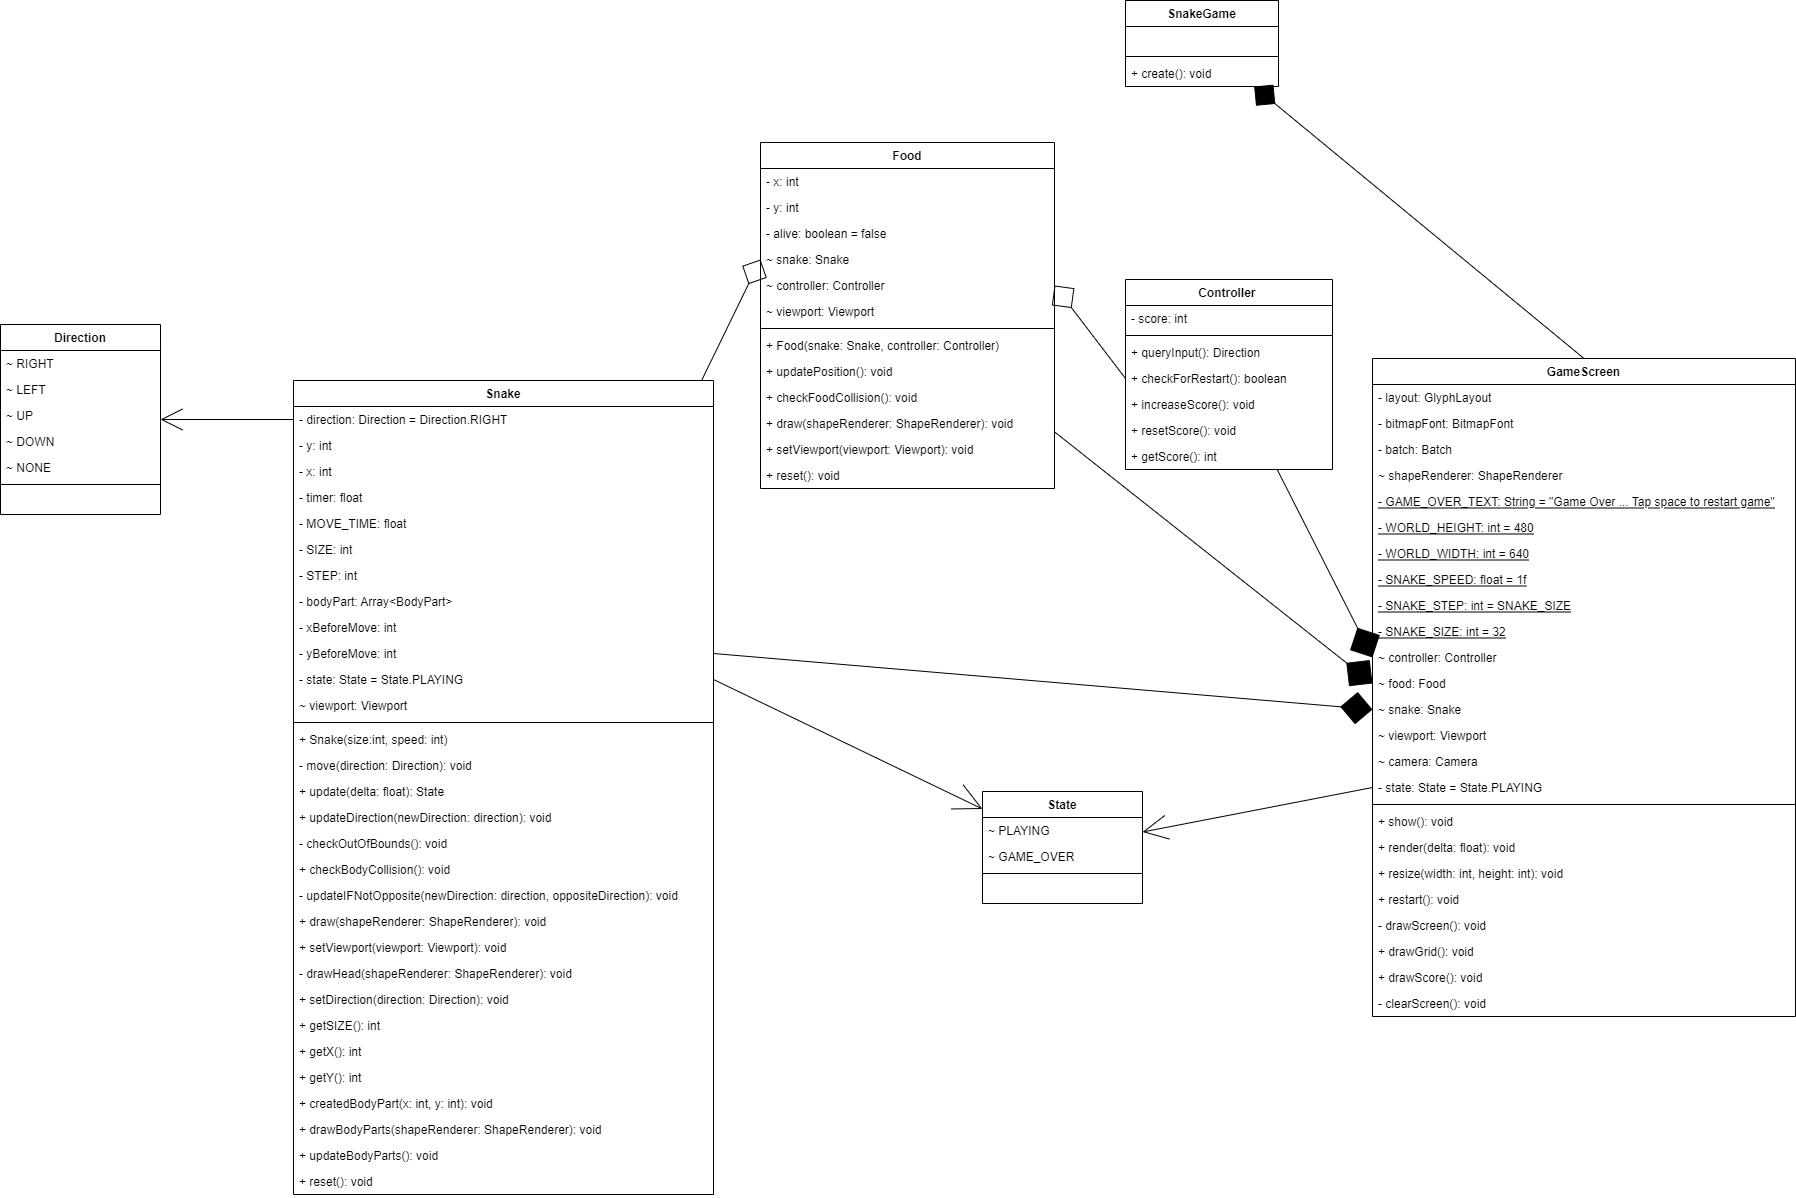 SnakeGame
+ create(): void
Food
- x: int
- y: int
- alive: boolean = false
~ snake: Snake
~ controller: Controller
~ viewport: Viewport
+ Food(snake: Snake, controller: Controller)
+ updatePosition(): void
+ checkFoodCollision(): void
+ draw(shapeRenderer: ShapeRenderer): void
+ setViewport(viewport: Viewport): void
+ reset(): void
Controller
- score: int
+ queryInput(): Direction
+ checkForRestart(): boolean
+ increaseScore(): void
+ resetScore(): void
+ getScore(): int
Direction
~ RIGHT
~ LEFT
~ UP
~ DOWN
~ NONE
Snake
- direction: Direction = Direction.RIGHT
- y: int
- x: int
- timer: float
- MOVE_TIME: float
- SIZE: int
- STEP: int
- bodyPart: Array<BodyPart>
- xBeforeMove: int
- yBeforeMove: int
- state: State = State.PLAYING
~ viewport: Viewport
+ Snake(size:int, speed: int)
- move(direction: Direction): void
+ update(delta: float): State
+ updateDirection(newDirection: direction): void
- checkOutOfBounds(): void
+ checkBodyCollision(): void
- updateIFNotOpposite(newDirection: direction, oppositeDirection): void
+ draw(shapeRenderer: ShapeRenderer): void
+ setViewport(viewport: Viewport): void
- drawHead(shapeRenderer: ShapeRenderer): void
+ setDirection(direction: Direction): void
+ getSIZE(): int
+ getX(): int
+ getY(): int
+ createdBodyPart(x: int, y: int): void
+ drawBodyParts(shapeRenderer: ShapeRenderer): void
+ updateBodyParts(): void
+ reset(): void
State
~ PLAYING
~ GAME_OVER
GameScreen
- layout: GlyphLayout
- bitmapFont: BitmapFont
- batch: Batch
~ shapeRenderer: ShapeRenderer
- GAME_OVER_TEXT: String = "Game Over ... Tap space to restart game"
- WORLD_HEIGHT: int = 480
- WORLD_WIDTH: int = 640
- SNAKE_SPEED: float = 1f
- SNAKE_STEP: int = SNAKE_SIZE
- SNAKE_SIZE: int = 32
~ controller: Controller
~ food: Food
~ snake: Snake
~ viewport: Viewport
~ camera: Camera
- state: State = State.PLAYING
+ show(): void
+ render(delta: float): void
+ resize(width: int, height: int): void
+ restart(): void
- drawScreen(): void
+ drawGrid(): void
+ drawScore(): void
- clearScreen(): void